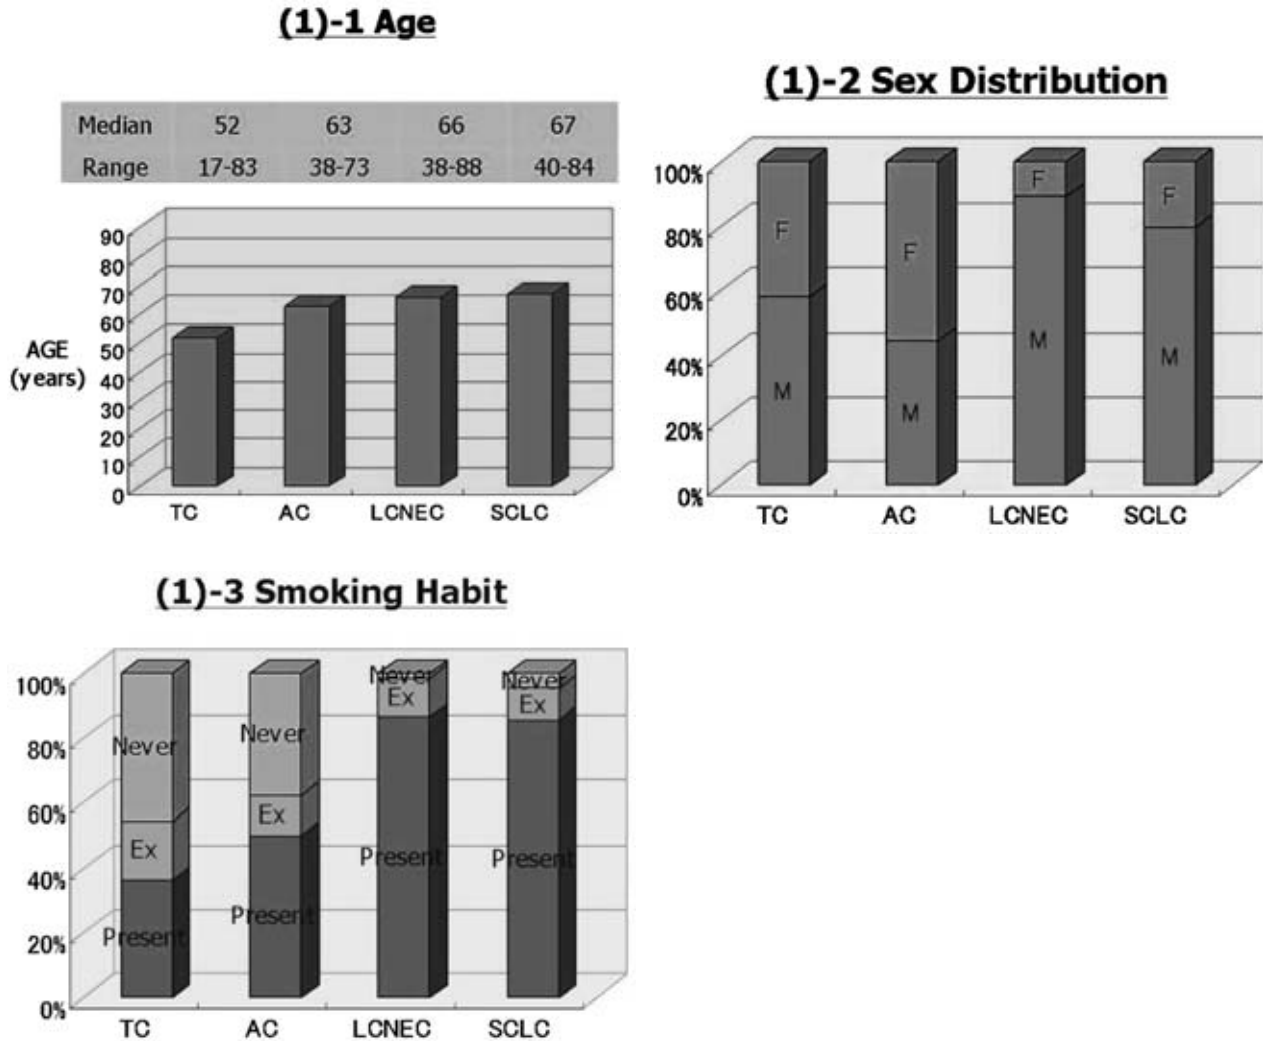 (1)-1 Age
Median 52 63 66 67
Range 17-83 38-73 38-88 40-84
90
80
70
60
50
40
30
20
10
0
AGE
(years)
TC AC LCNEC SCLC
(1)-2 Sex Distribution
100%
80%
60%
40%
20%
0%
F F F F
M M M M
TC AC LCNEC SCLC
(1)-3 Smoking Habit
100%
80%
60%
40%
20%
0%
Never Never Never Never
Ex Ex Ex Ex
Present Present Present Present
TC AC LCNEC SCLC